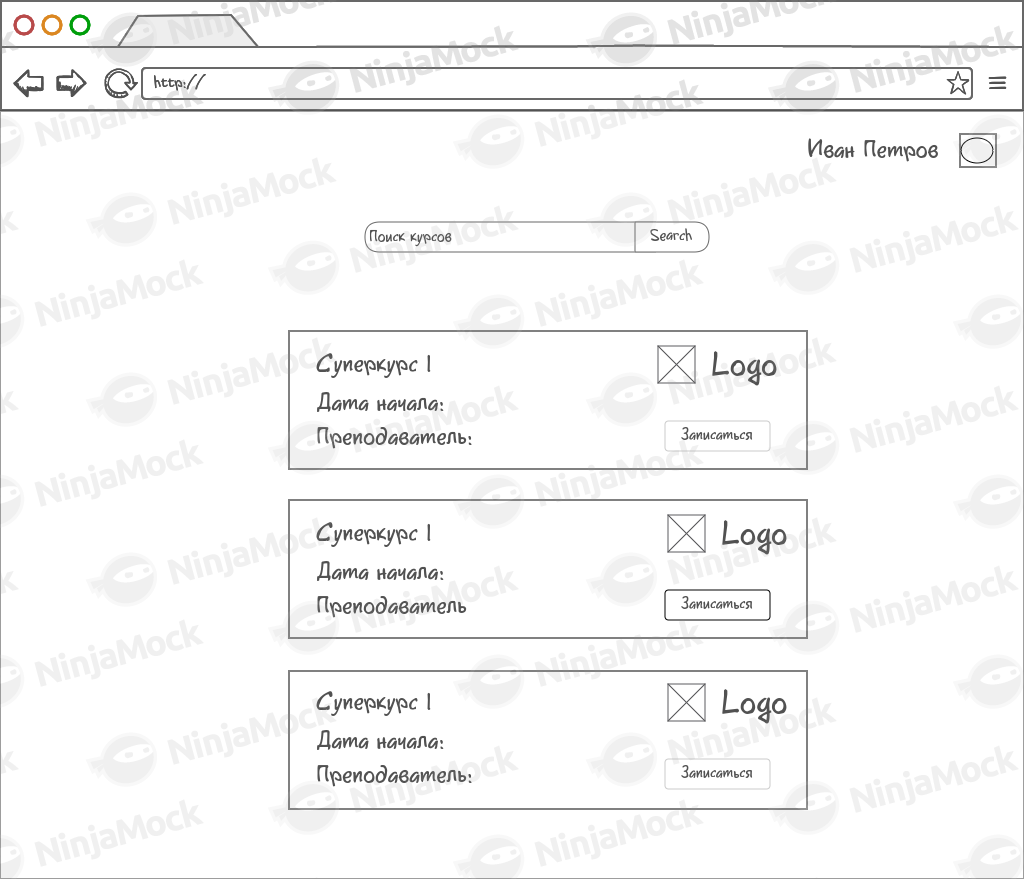 http://
Иван Петров
Поиск курсов Search
Суперкурс 1 Logo
Дата начала:
Преподаватель: Записаться
Суперкурс 1 Logo
Дата начала:
Преподаватель Записаться
Суперкурс 1 Logo
Дата начала:
Преподаватель: Записаться
NinjaMock